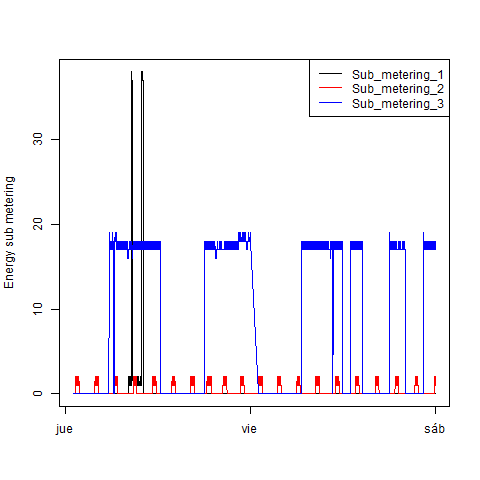 Sub_metering_1
Sub_metering_2
Sub_metering_3
Energy sub metering
30
20
10
0
jue
vie
sáb